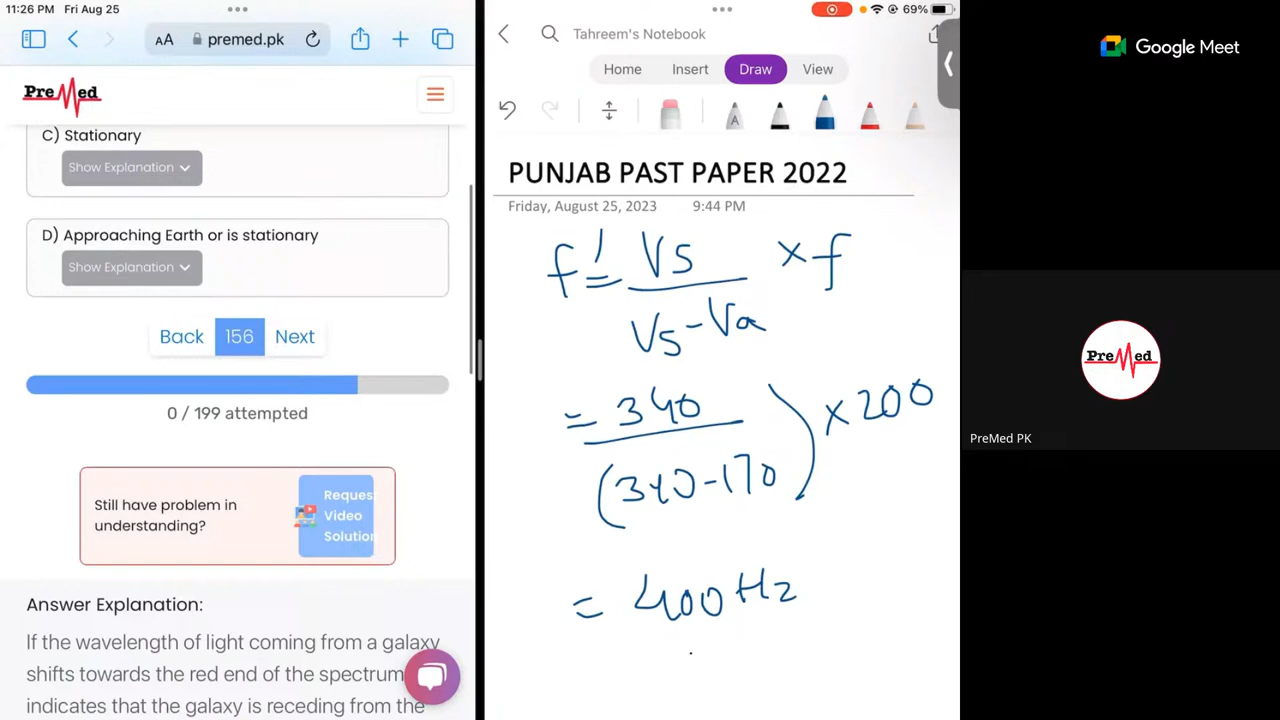 11:26 PM Fri Aug 25
69%
AA premed.pk
PreMed
C) Stationary
Show Explanation
D) Approaching Earth or is stationary
Show Explanation
Back 156 Next
0 / 199 attempted
Still have problem in
understanding?
Reques
Video
Solution
Answer Explanation:
If the wavelength of light coming from a galaxy
shifts towards the red end of the spectrum
indicates that the galaxy is receding from the
Tahreem's Notebook
Home Insert Draw View
A
PUNJAB PAST PAPER 2022
Friday, August 25, 2023 9:44 PM
f' = Vs × f
Vs - Va
= 340
(340-170) × 200
= 400 Hz
Google Meet
PreMed
PreMed PK